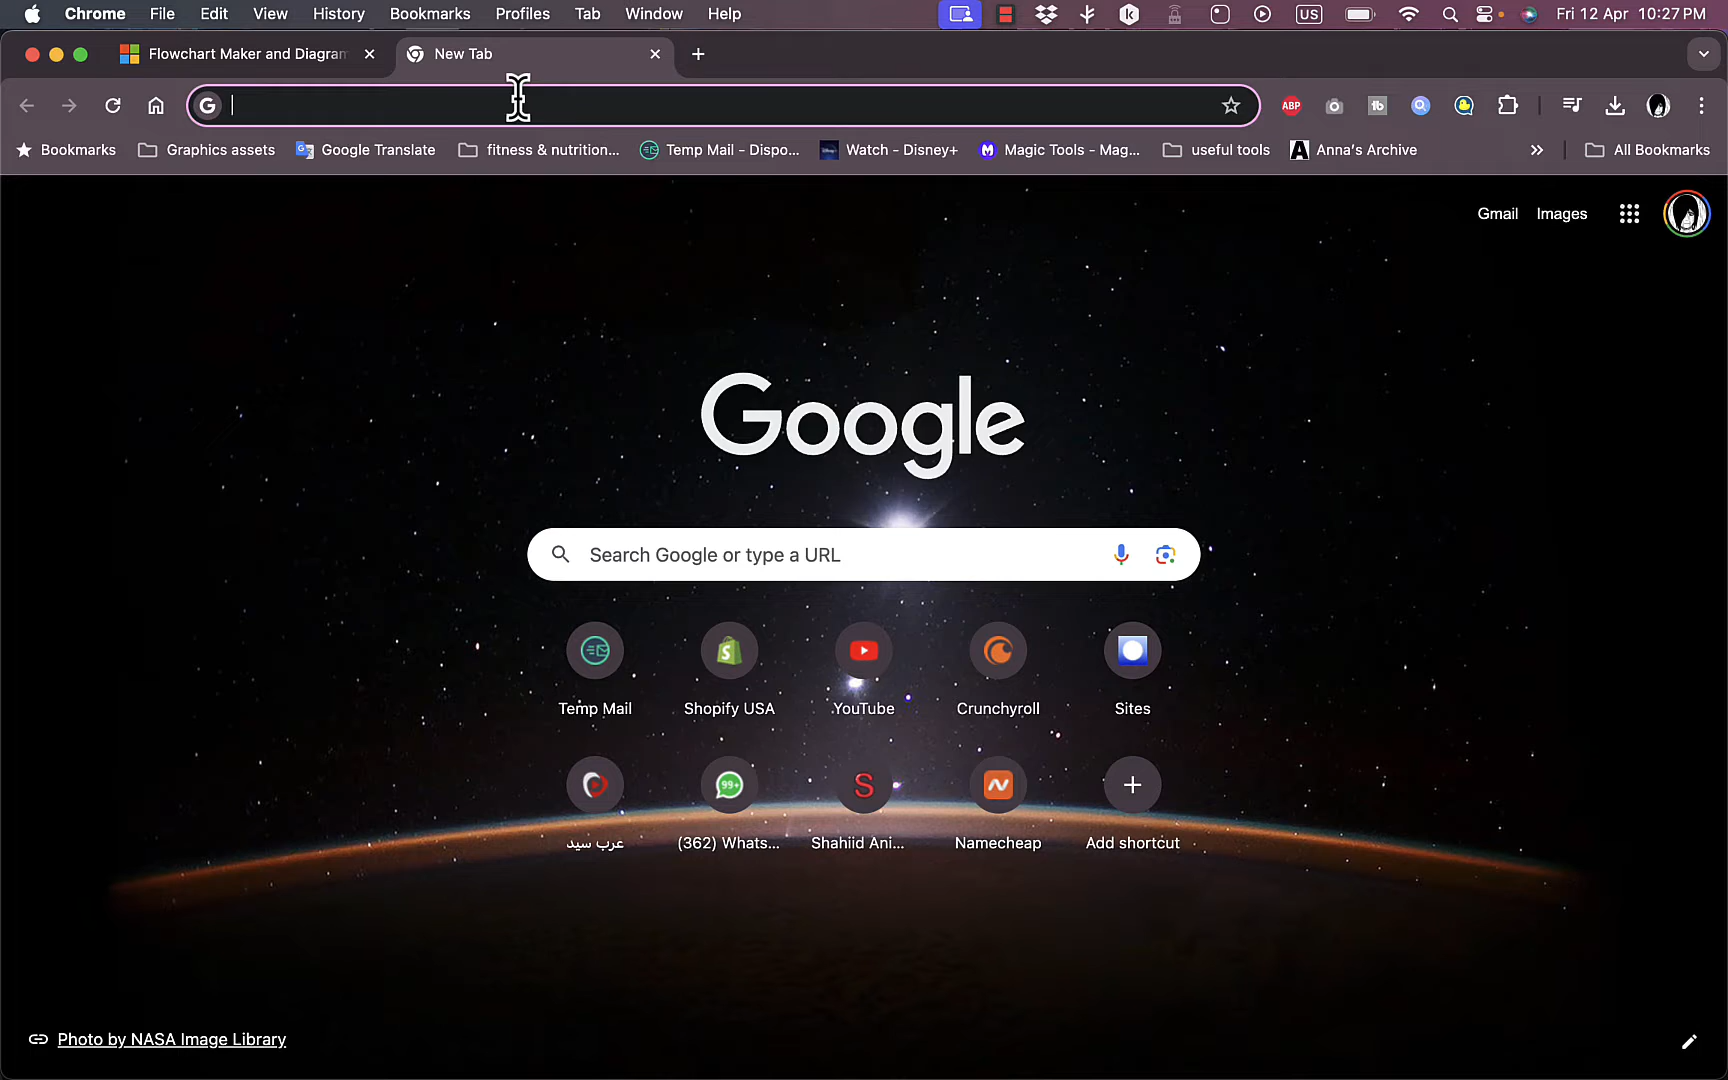 Chrome File Edit View History Bookmarks Profiles Tab Window Help US Fri 12 Apr 10:27 PM
Flowchart Maker and Diagram New Tab
G ABP tb
Bookmarks Graphics assets Google Translate fitness & nutrition... Temp Mail - Dispo... Watch - Disney+ Magic Tools - Mag... useful tools Anna's Archive All Bookmarks
Gmail Images
Google
Search Google or type a URL
Temp Mail Shopify USA YouTube Crunchyroll Sites
99+
عرب سيد (362) Whats... Shahiid Ani... Namecheap Add shortcut
Photo by NASA Image Library